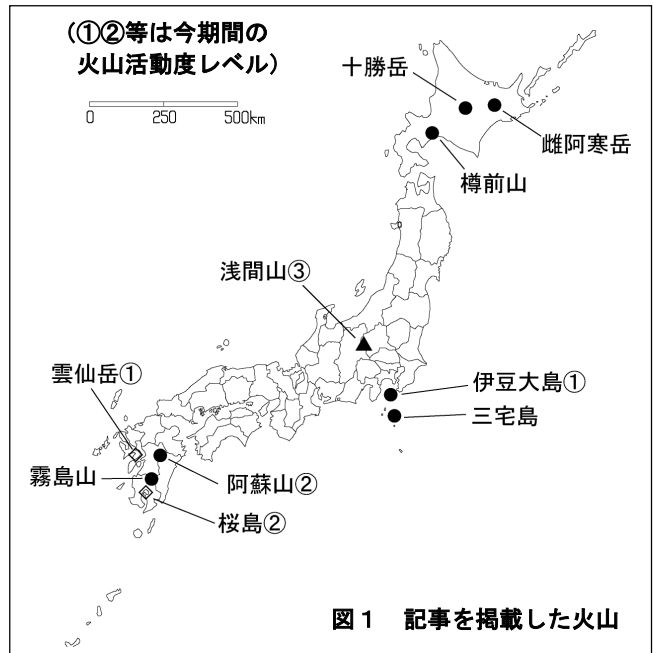 （①②等は今期間の
火山活動度レベル）
0 250 500km
十勝岳
雌阿寒岳
樽前山
浅間山③
雲仙岳①
伊豆大島①
三宅島
霧島山
阿蘇山②
桜島②
図１　記事を掲載した火山